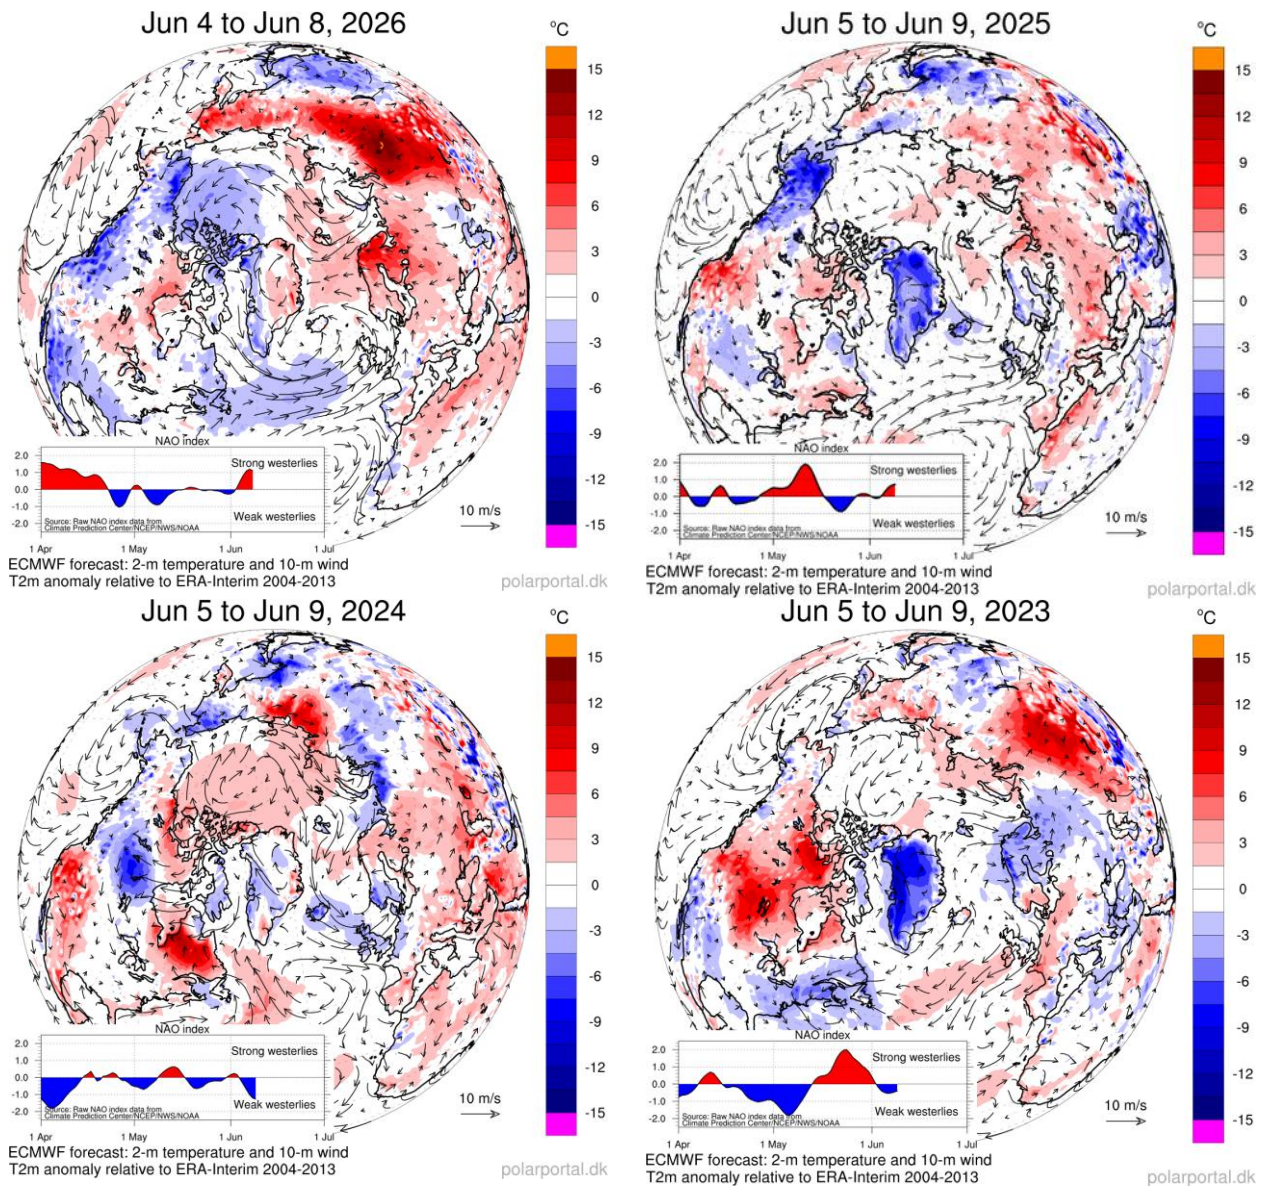 Jun 4 to Jun 8, 2026
°C
15
12
9
6
3
0
-3
-6
-9
-12
-15
NAO index
2.0
1.0
0.0
-1.0
-2.0
Strong westerlies
Weak westerlies
Source: Raw NAO index data from
Climate Prediction Center/NCEP/NWS/NOAA
1 Apr 1 May 1 Jun 1 Jul
10 m/s
ECMWF forecast: 2-m temperature and 10-m wind
T2m anomaly relative to ERA-Interim 2004-2013
polarportal.dk
Jun 5 to Jun 9, 2025
°C
15
12
9
6
3
0
-3
-6
-9
-12
-15
NAO index
2.0
1.0
0.0
-1.0
-2.0
Strong westerlies
Weak westerlies
Source: Raw NAO index data from
Climate Prediction Center/NCEP/NWS/NOAA
1 Apr 1 May 1 Jun 1 Jul
10 m/s
ECMWF forecast: 2-m temperature and 10-m wind
T2m anomaly relative to ERA-Interim 2004-2013
polarportal.dk
Jun 5 to Jun 9, 2024
°C
15
12
9
6
3
0
-3
-6
-9
-12
-15
NAO index
2.0
1.0
0.0
-1.0
-2.0
Strong westerlies
Weak westerlies
Source: Raw NAO index data from
Climate Prediction Center/NCEP/NWS/NOAA
1 Apr 1 May 1 Jun 1 Jul
10 m/s
ECMWF forecast: 2-m temperature and 10-m wind
T2m anomaly relative to ERA-Interim 2004-2013
polarportal.dk
Jun 5 to Jun 9, 2023
°C
15
12
9
6
3
0
-3
-6
-9
-12
-15
NAO index
2.0
1.0
0.0
-1.0
-2.0
Strong westerlies
Weak westerlies
Source: Raw NAO index data from
Climate Prediction Center/NCEP/NWS/NOAA
1 Apr 1 May 1 Jun 1 Jul
10 m/s
ECMWF forecast: 2-m temperature and 10-m wind
T2m anomaly relative to ERA-Interim 2004-2013
polarportal.dk